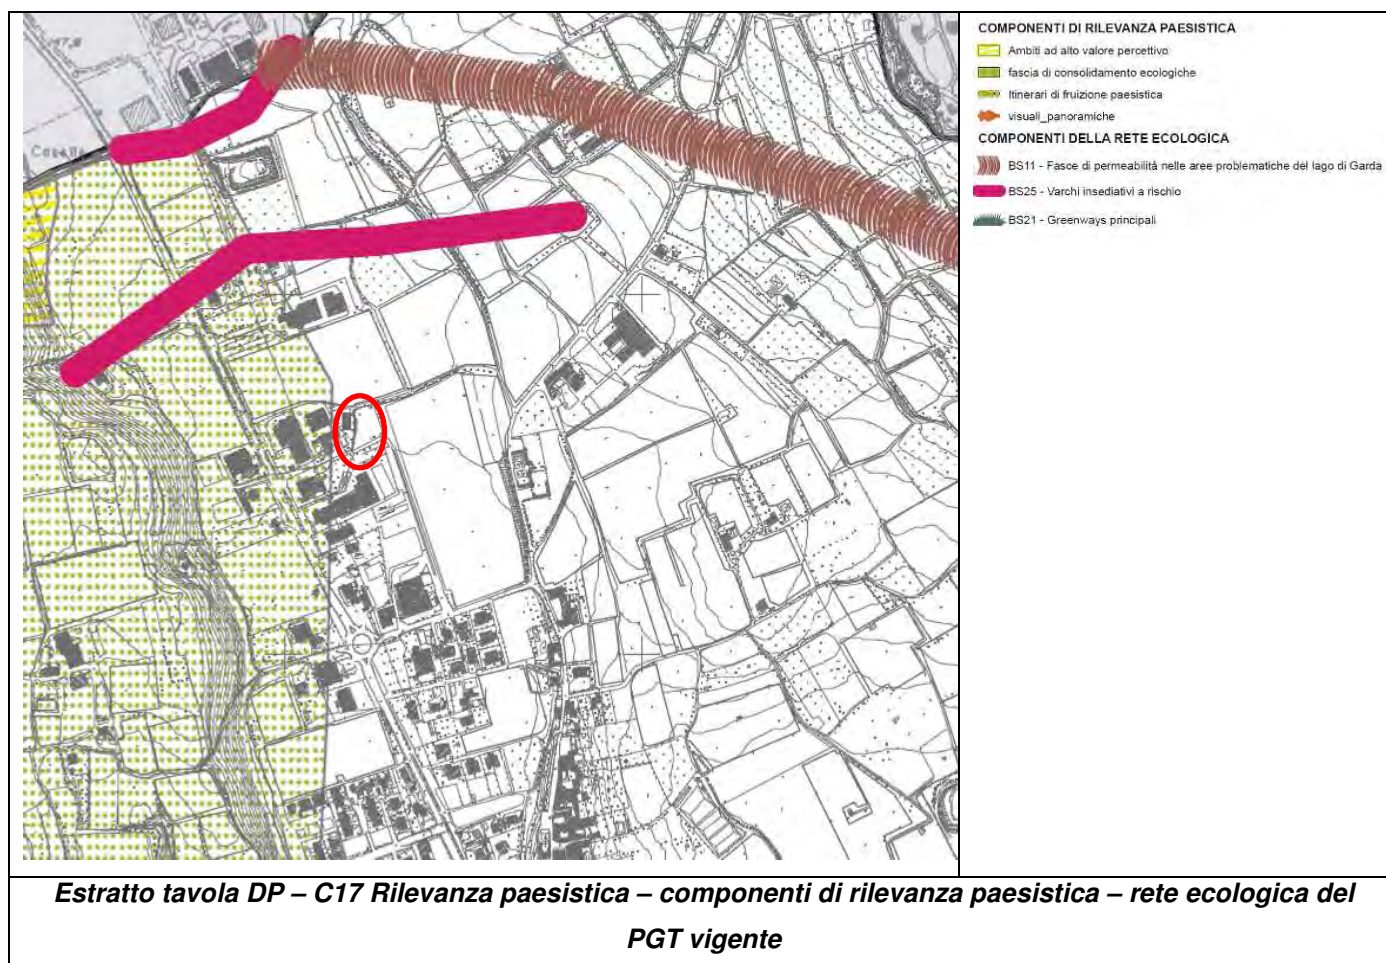 COMPONENTI DI RILEVANZA PAESISTICA
Ambiti ad alto valore percettivo
fascia di consolidamento ecologiche
Itinerari di fruizione paesistica
visuali_panoramiche
COMPONENTI DELLA RETE ECOLOGICA
BS11 - Fasce di permeabilità nelle aree problematiche del lago di Garda
BS25 - Varchi insediativi a rischio
BS21 - Greenways principali
Estratto tavola DP – C17 Rilevanza paesistica – componenti di rilevanza paesistica – rete ecologica del
PGT vigente